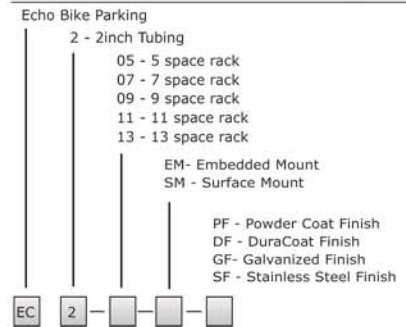 Echo Bike Parking
2 - 2inch Tubing
05 - 5 space rack
07 - 7 space rack
09 - 9 space rack
11 - 11 space rack
13 - 13 space rack
EM- Embedded Mount
SM - Surface Mount
PF - Powder Coat Finish
DF - DuraCoat Finish
GF- Galvanized Finish
SF - Stainless Steel Finish
EC 2 - - -